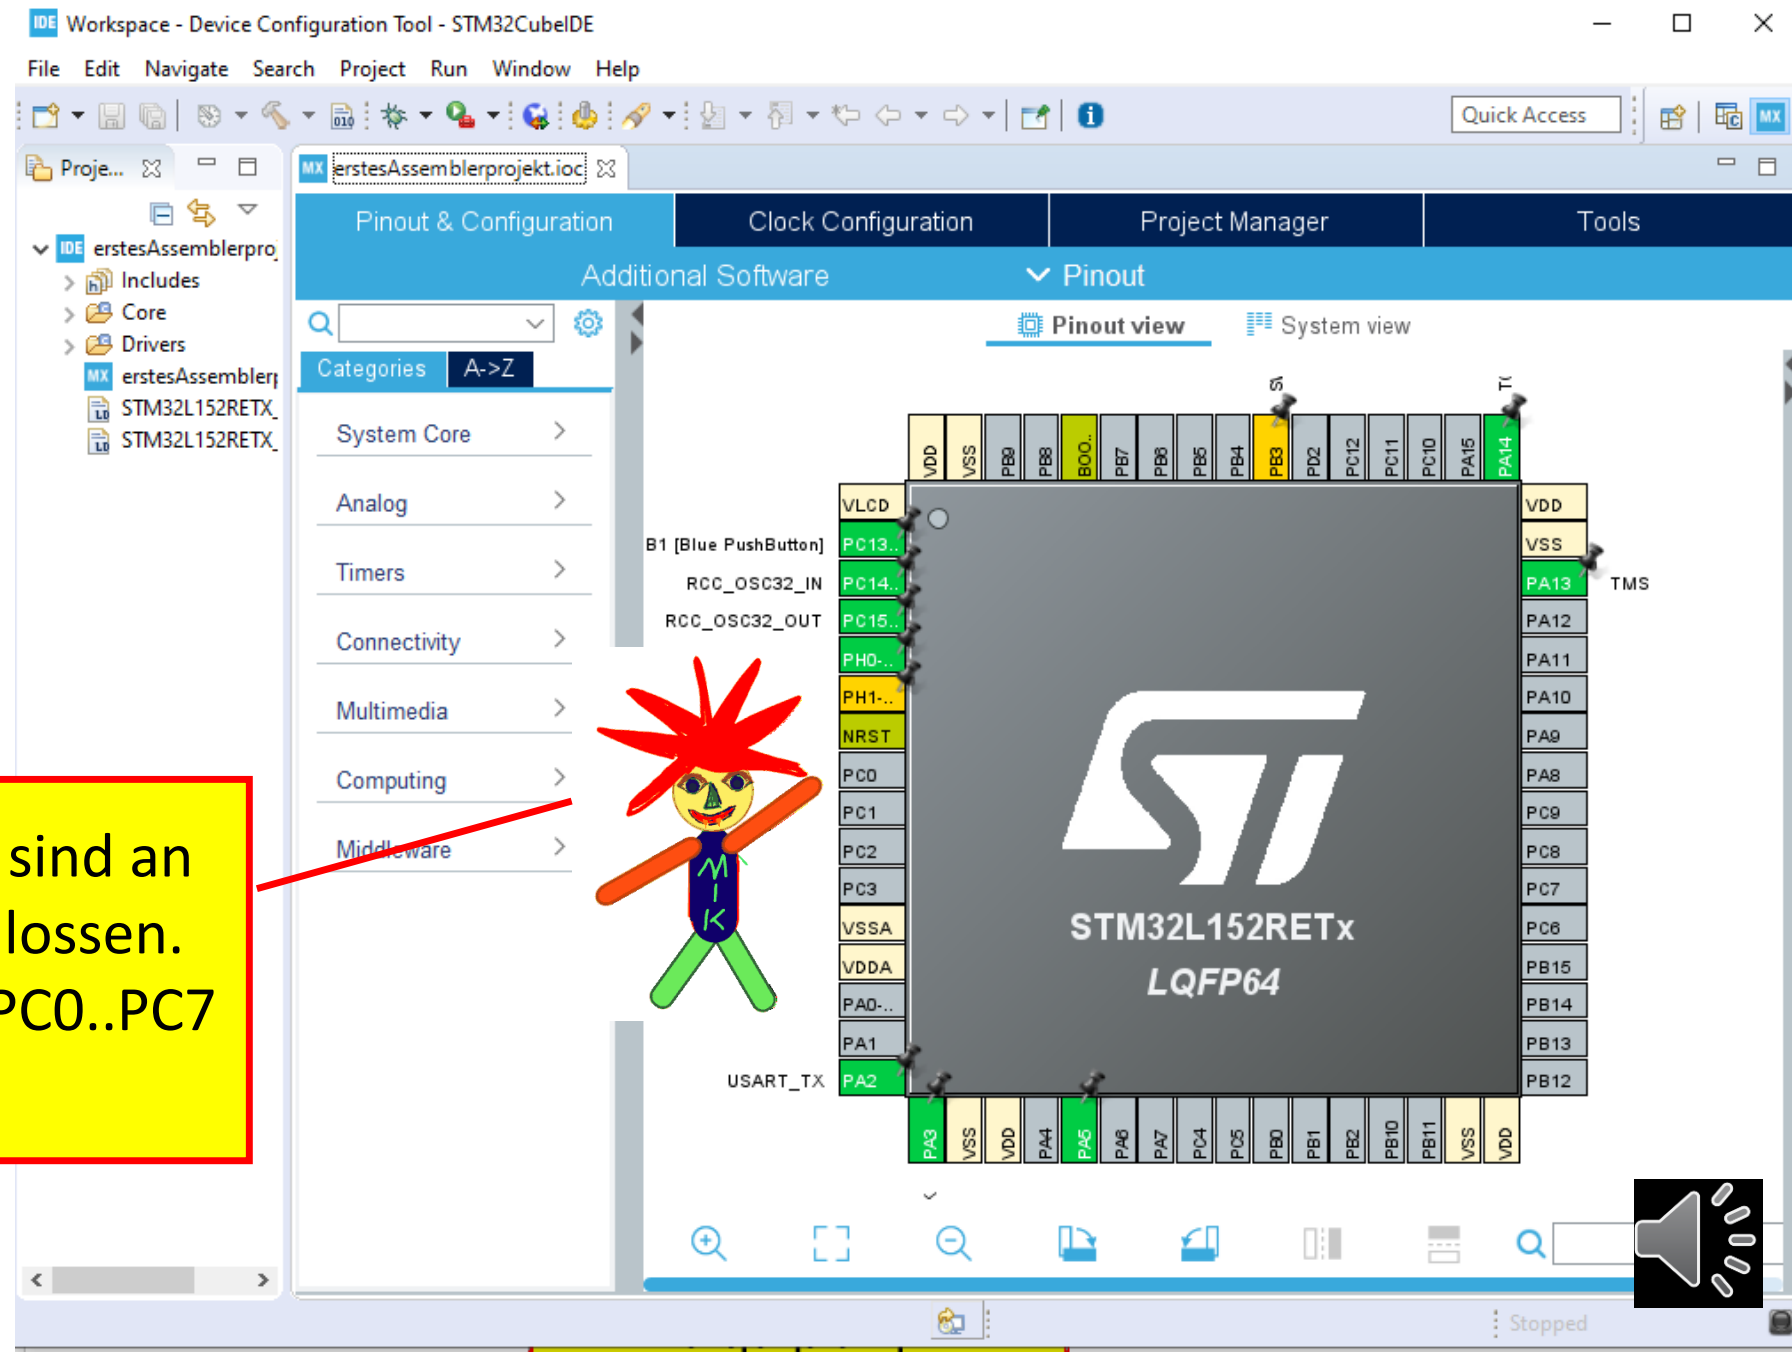 IDE Workspace - Device Configuration Tool - STM32CubeIDE
File Edit Navigate Search Project Run Window Help
Quick Access
MX
Proje...
MX erstesAssemblerprojekt.ioc
Pinout & Configuration
Clock Configuration
Project Manager
Tools
Additional Software
Pinout
IDE erstesAssemblerproj
Includes
Core
Drivers
MX erstesAssemblerp
STM32L152RETX_
STM32L152RETX_
Categories
A->Z
System Core
Analog
Timers
Connectivity
Multimedia
Computing
Middleware
Pinout view
System view
VDD
VSS
PB9
PB8
BOO..
PB7
PB6
PB5
PB4
PB3
PD2
PC12
PC11
PC10
PA15
PA14
VLCD
B1 [Blue PushButton] PC13..
RCC_OSC32_IN PC14..
RCC_OSC32_OUT PC15..
PH0-..
PH1-..
NRST
PC0
PC1
PC2
PC3
VSSA
VDDA
PA0-..
PA1
USART_TX PA2
VDD
VSS
PA13 TMS
PA12
PA11
PA10
PA9
PA8
PC9
PC8
PC7
PC6
PB15
PB14
PB13
PB12
PA3
VSS
VDD
PA4
PA5
PA6
PA7
PC4
PC5
PB0
PB1
PB2
PB10
PB11
VSS
VDD
STM32L152RETx
LQFP64
MIK
sind an
lossen.
PC0..PC7
Stopped